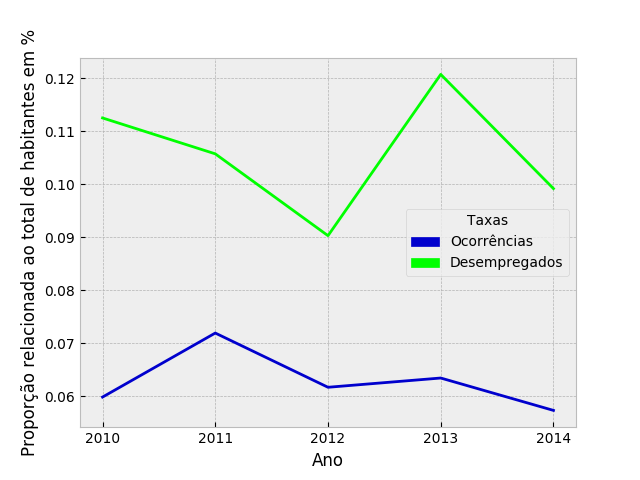 Proporção relacionada ao total de habitantes em %
0.12
0.11
0.10
0.09
0.08
0.07
0.06
Taxas
Ocorrências
Desempregados
2010 2011 2012 2013 2014
Ano